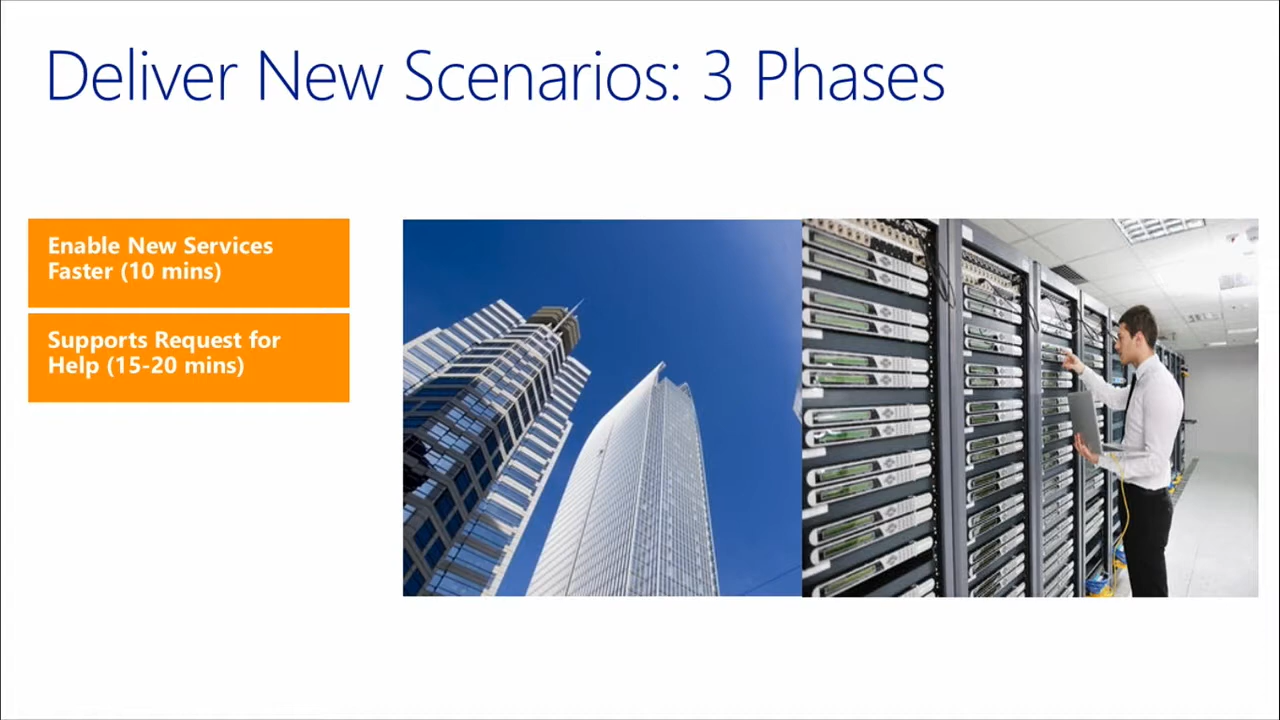 Deliver New Scenarios: 3 Phases
Enable New Services
Faster (10 mins)
Supports Request for
Help (15-20 mins)